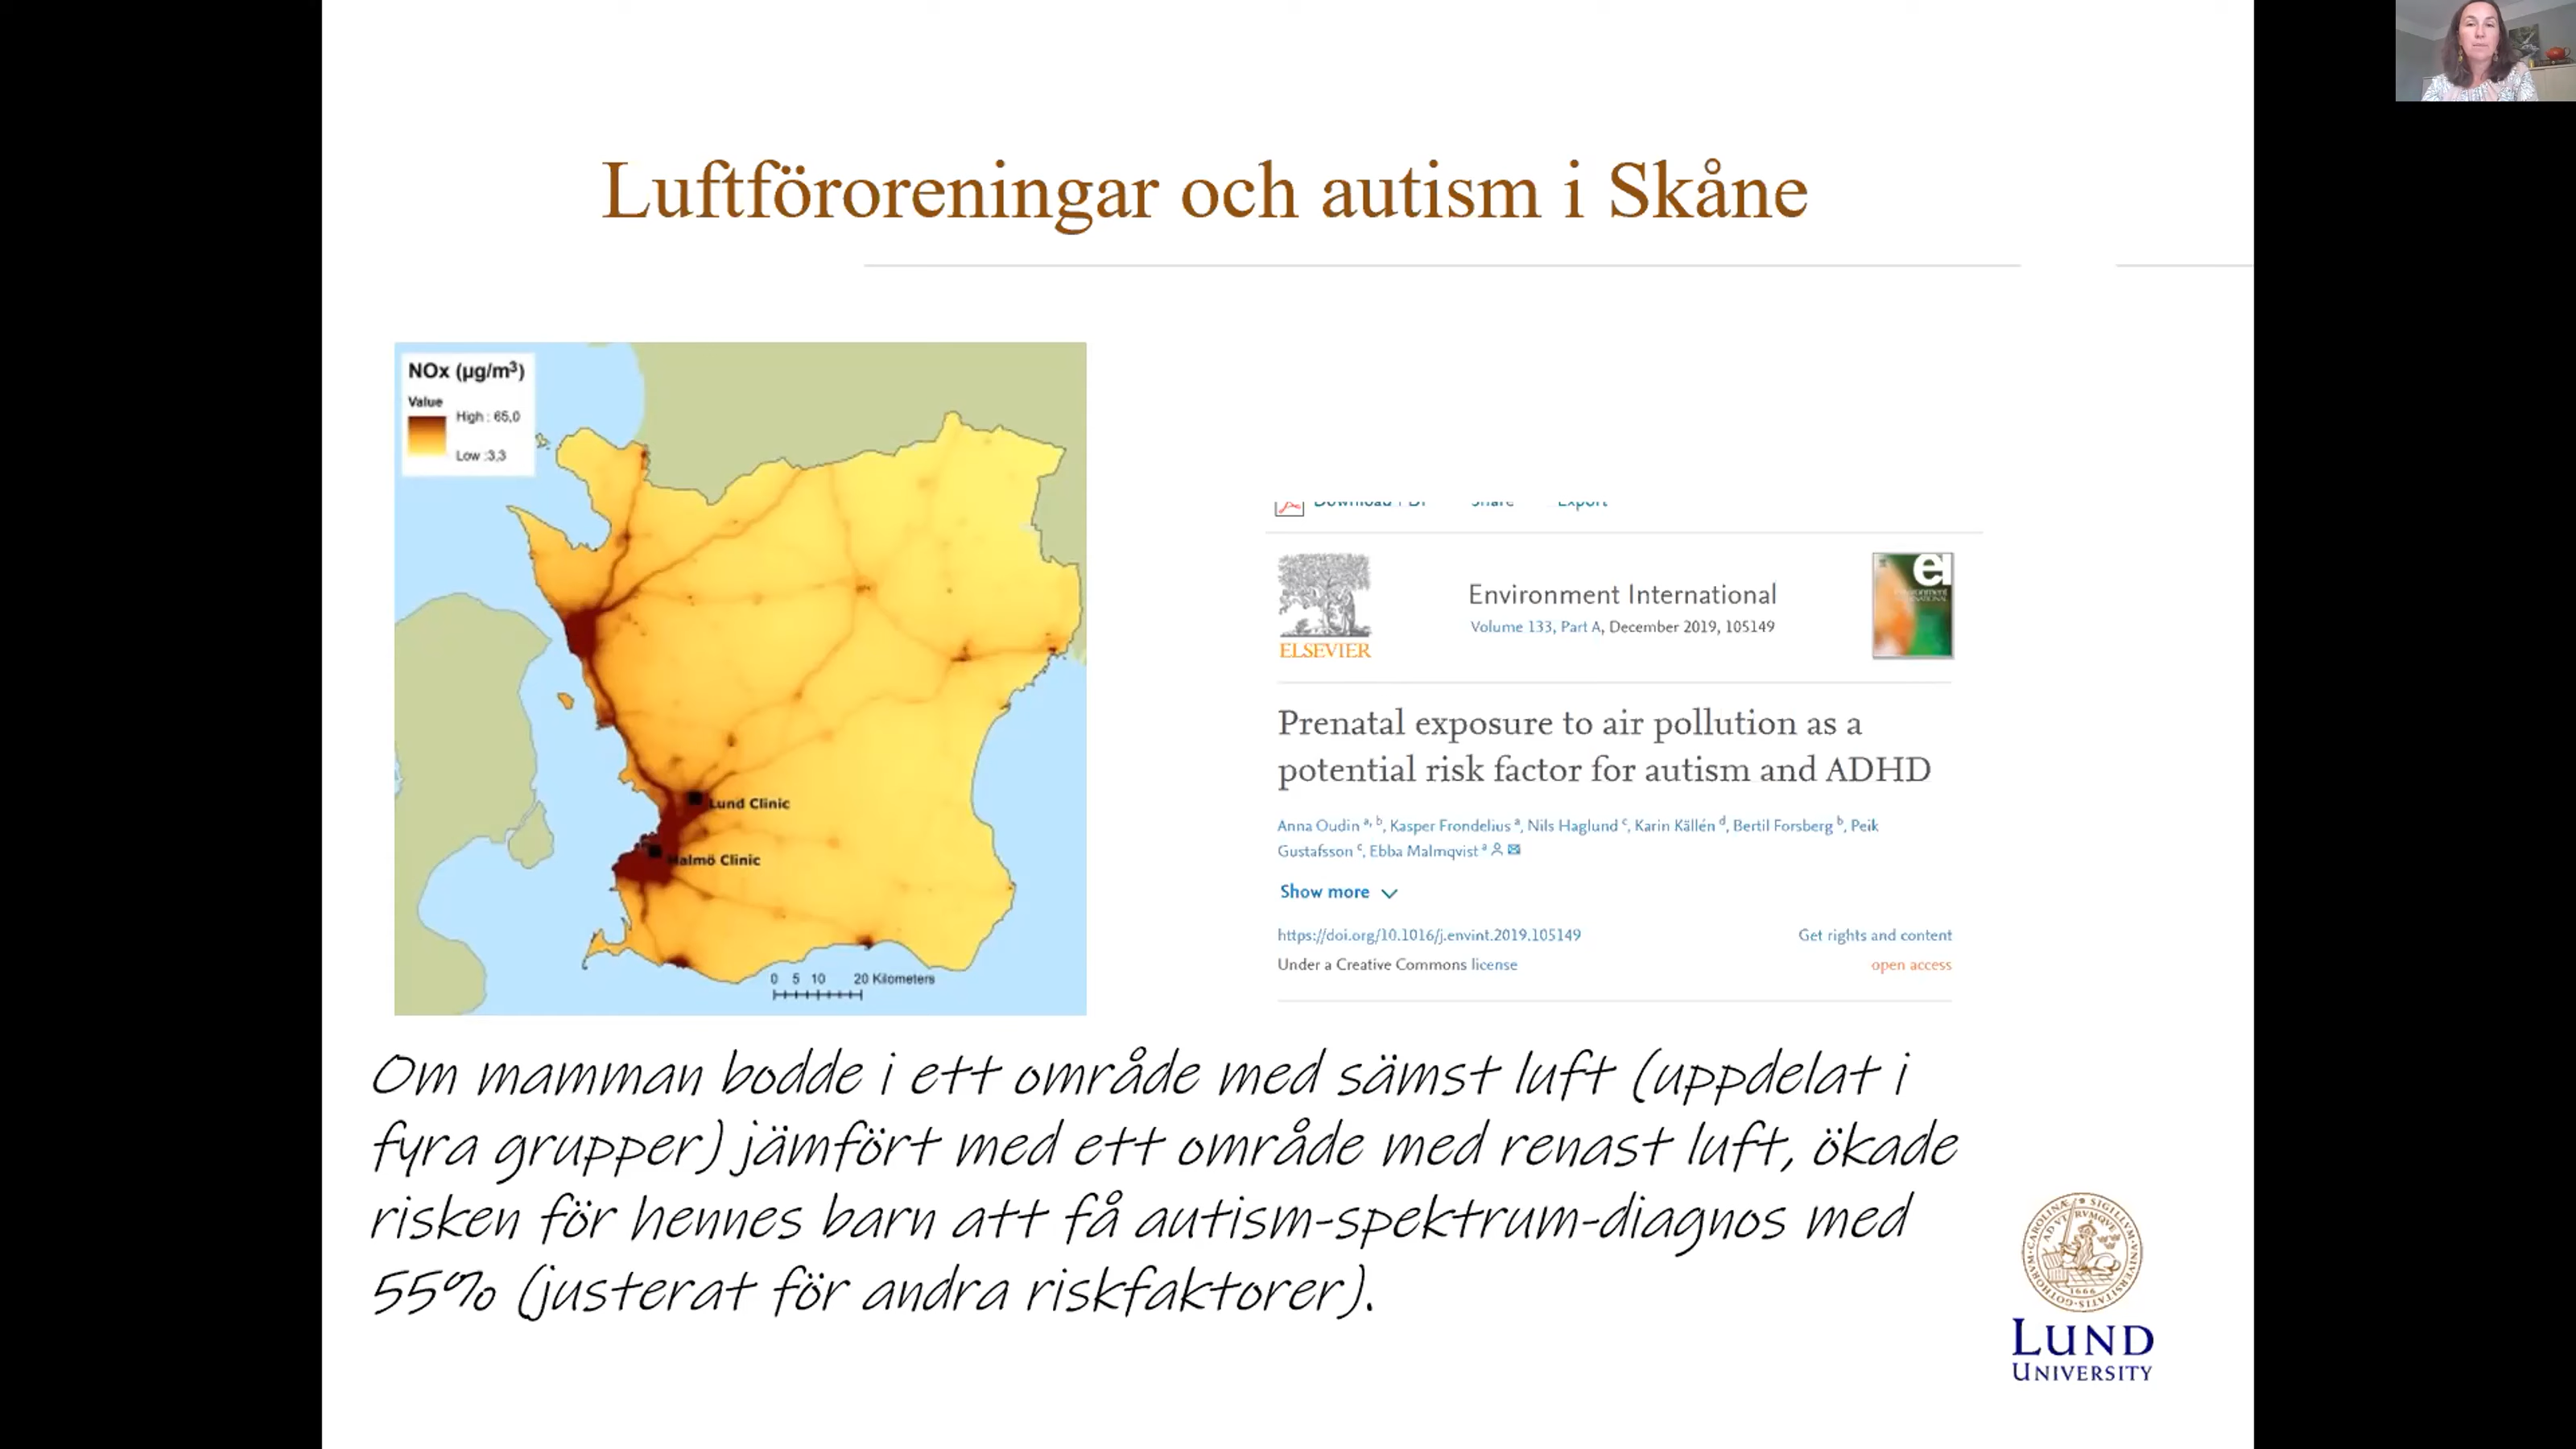 Luftföroreningar och autism i Skåne
NOx (µg/m³)
Value
High : 65,0
Low :3,3
Lund Clinic
Malmö Clinic
0 5 10 20 Kilometers
Download PDF Share Export
ELSEVIER
Environment International
Volume 133, Part A, December 2019, 105149
ei
Prenatal exposure to air pollution as a
potential risk factor for autism and ADHD
Anna Oudin a, b, Kasper Frondelius a, Nils Haglund c, Karin Källén d, Bertil Forsberg b, Peik
Gustafsson c, Ebba Malmqvist a
Show more
https://doi.org/10.1016/j.envint.2019.105149
Get rights and content
Under a Creative Commons license
open access
Om mamman bodde i ett område med sämst luft (uppdelat i
fyra grupper) jämfört med ett område med renast luft, ökade
risken för hennes barn att få autism-spektrum-diagnos med
55% (justerat för andra riskfaktorer).
1666
LUND
UNIVERSITY